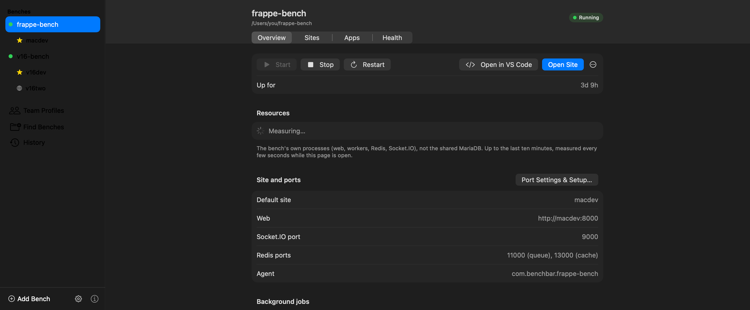 Benches
frappe-bench
macdev
v16-bench
v16dev
Team Profiles
Find Benches
History
Add Bench
frappe-bench
/Users/you/frappe-bench
Running
Overview
Sites
Apps
Health
Start
Stop
Restart
Open in VS Code
Open Site
Up for
3d 9h
Resources
Measuring...
The bench's own processes (web, workers, Redis, Socket.IO), not the shared MariaDB. Up to the last ten minutes, measured every
few seconds while this page is open.
Site and ports
Port Settings & Setup...
Default site
macdev
Web
http://macdev:8000
Socket.IO port
9000
Redis ports
11000 (queue), 13000 (cache)
Agent
com.benchbar.frappe-bench
Background jobs